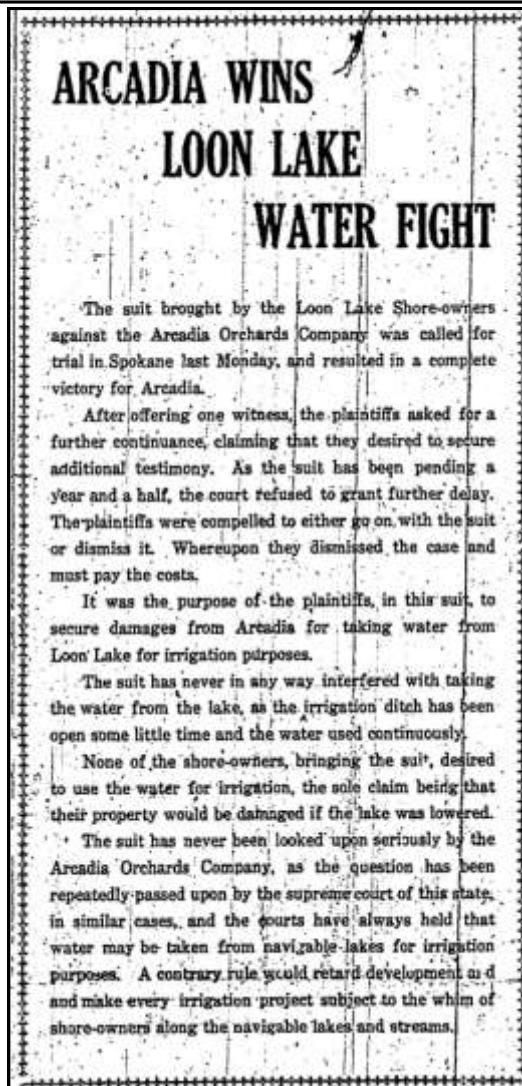 ARCADIA WINS
LOON LAKE
WATER FIGHT
The suit brought by the Loon Lake Shore-owners
against the Arcadia Orchards Company was called for
trial in Spokane last Monday, and resulted in a complete
victory for Arcadia.
After offering one witness, the plaintiffs asked for a
further continuance, claiming that they desired to secure
additional testimony. As the suit has been pending a
year and a half, the court refused to grant further delay.
The plaintiffs were compelled to either go on with the suit
or dismiss it. Whereupon they dismissed the case and
must pay the costs.
It was the purpose of the plaintiffs, in this suit, to
secure damages from Arcadia for taking water from
Loon Lake for irrigation purposes.
The suit has never in any way interfered with taking
the water from the lake, as the irrigation ditch has been
open some little time and the water used continuously.
None of the shore-owners, bringing the suit, desired
to use the water for irrigation, the sole claim being that
their property would be damaged if the lake was lowered.
The suit has never been looked upon seriously by the
Arcadia Orchards Company, as the question has been
repeatedly passed upon by the supreme court of this state,
in similar cases, and the courts have always held that
water may be taken from navigable lakes for irrigation
purposes. A contrary rule would retard development and
and make every irrigation project subject to the whim of
shore-owners along the navigable lakes and streams.